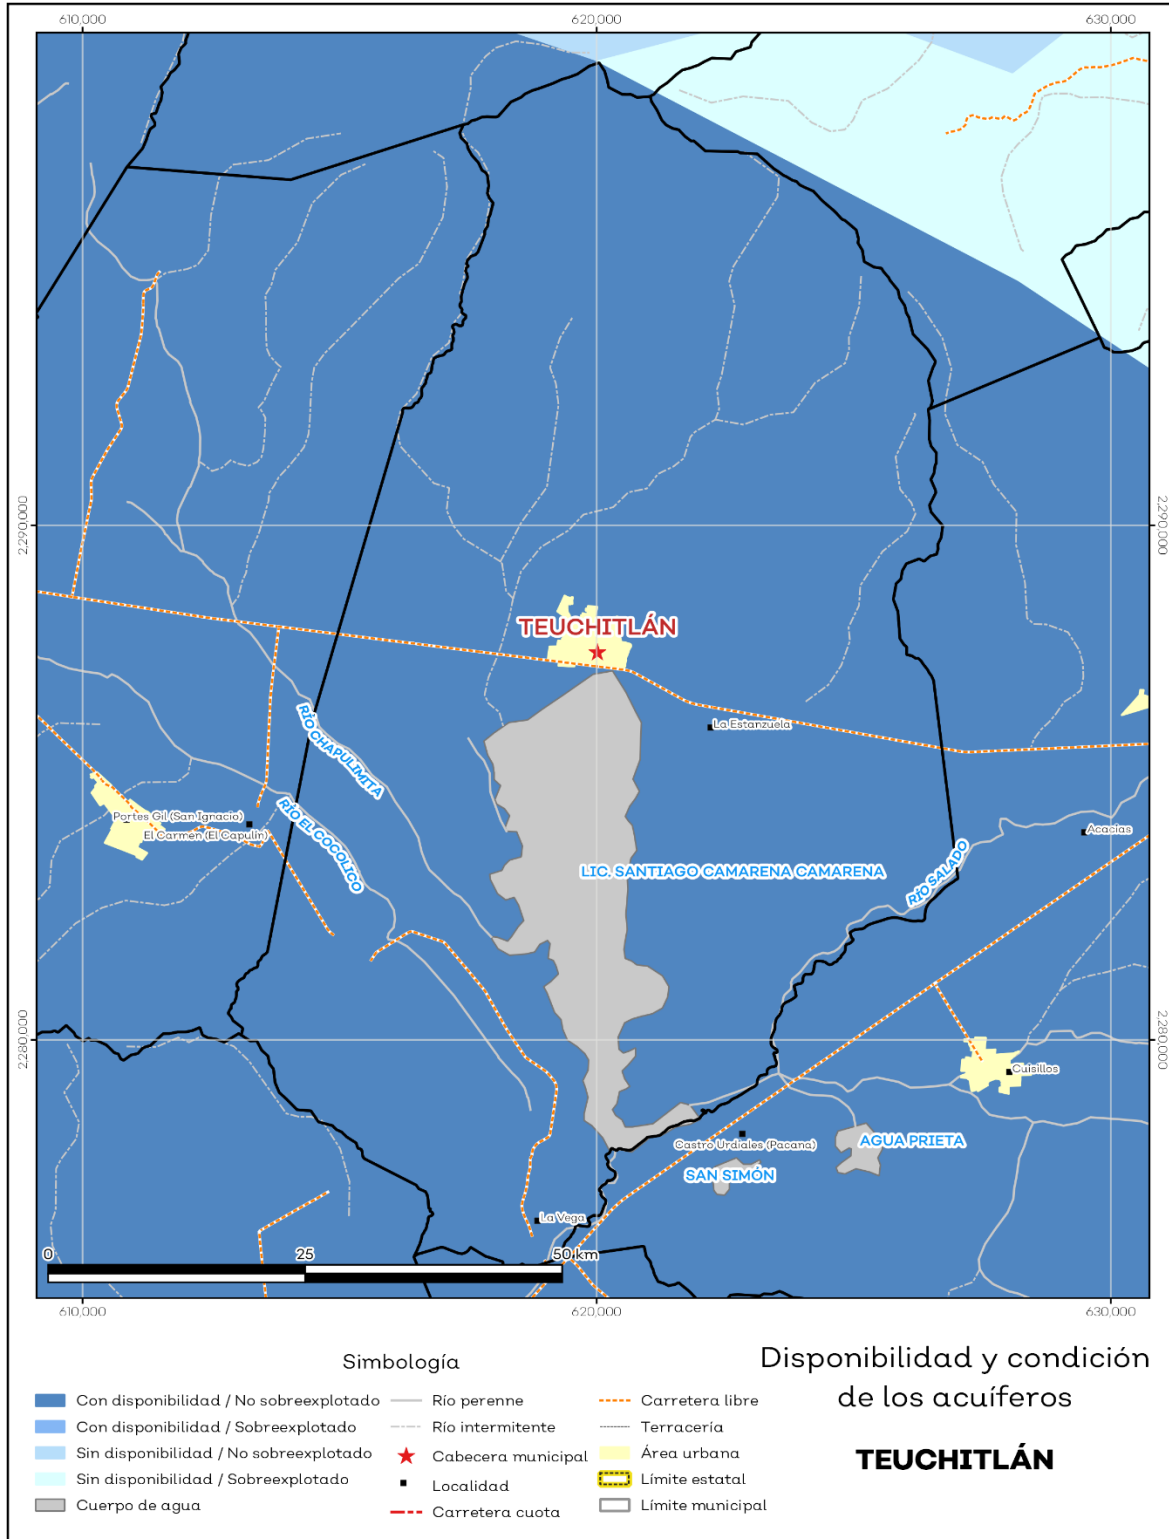 610,000
620,000
630,000
2290,000
2,290,000
TEUCHITLÁN
La Estanzuela
RÍO CHAPULIMITA
RÍO EL COCOLICO
Portes Gil (San Ignacio)
El Carmen (El Capulín)
Acacias
LIC. SANTIAGO CAMARENA CAMARENA
RÍO SALADO
2,280,000
2,280,000
Cuisillos
Castro Urdiales (Pacana)
AGUA PRIETA
SAN SIMÓN
La Vega
0
25
50 km
610,000
620,000
630,000
Simbología
Con disponibilidad / No sobreexplotado
Con disponibilidad / Sobreexplotado
Sin disponibilidad / No sobreexplotado
Sin disponibilidad / Sobreexplotado
Cuerpo de agua
Río perenne
Río intermitente
Cabecera municipal
Localidad
Carretera cuota
Carretera libre
Terracería
Área urbana
Límite estatal
Límite municipal
Disponibilidad y condición
de los acuíferos
TEUCHITLÁN